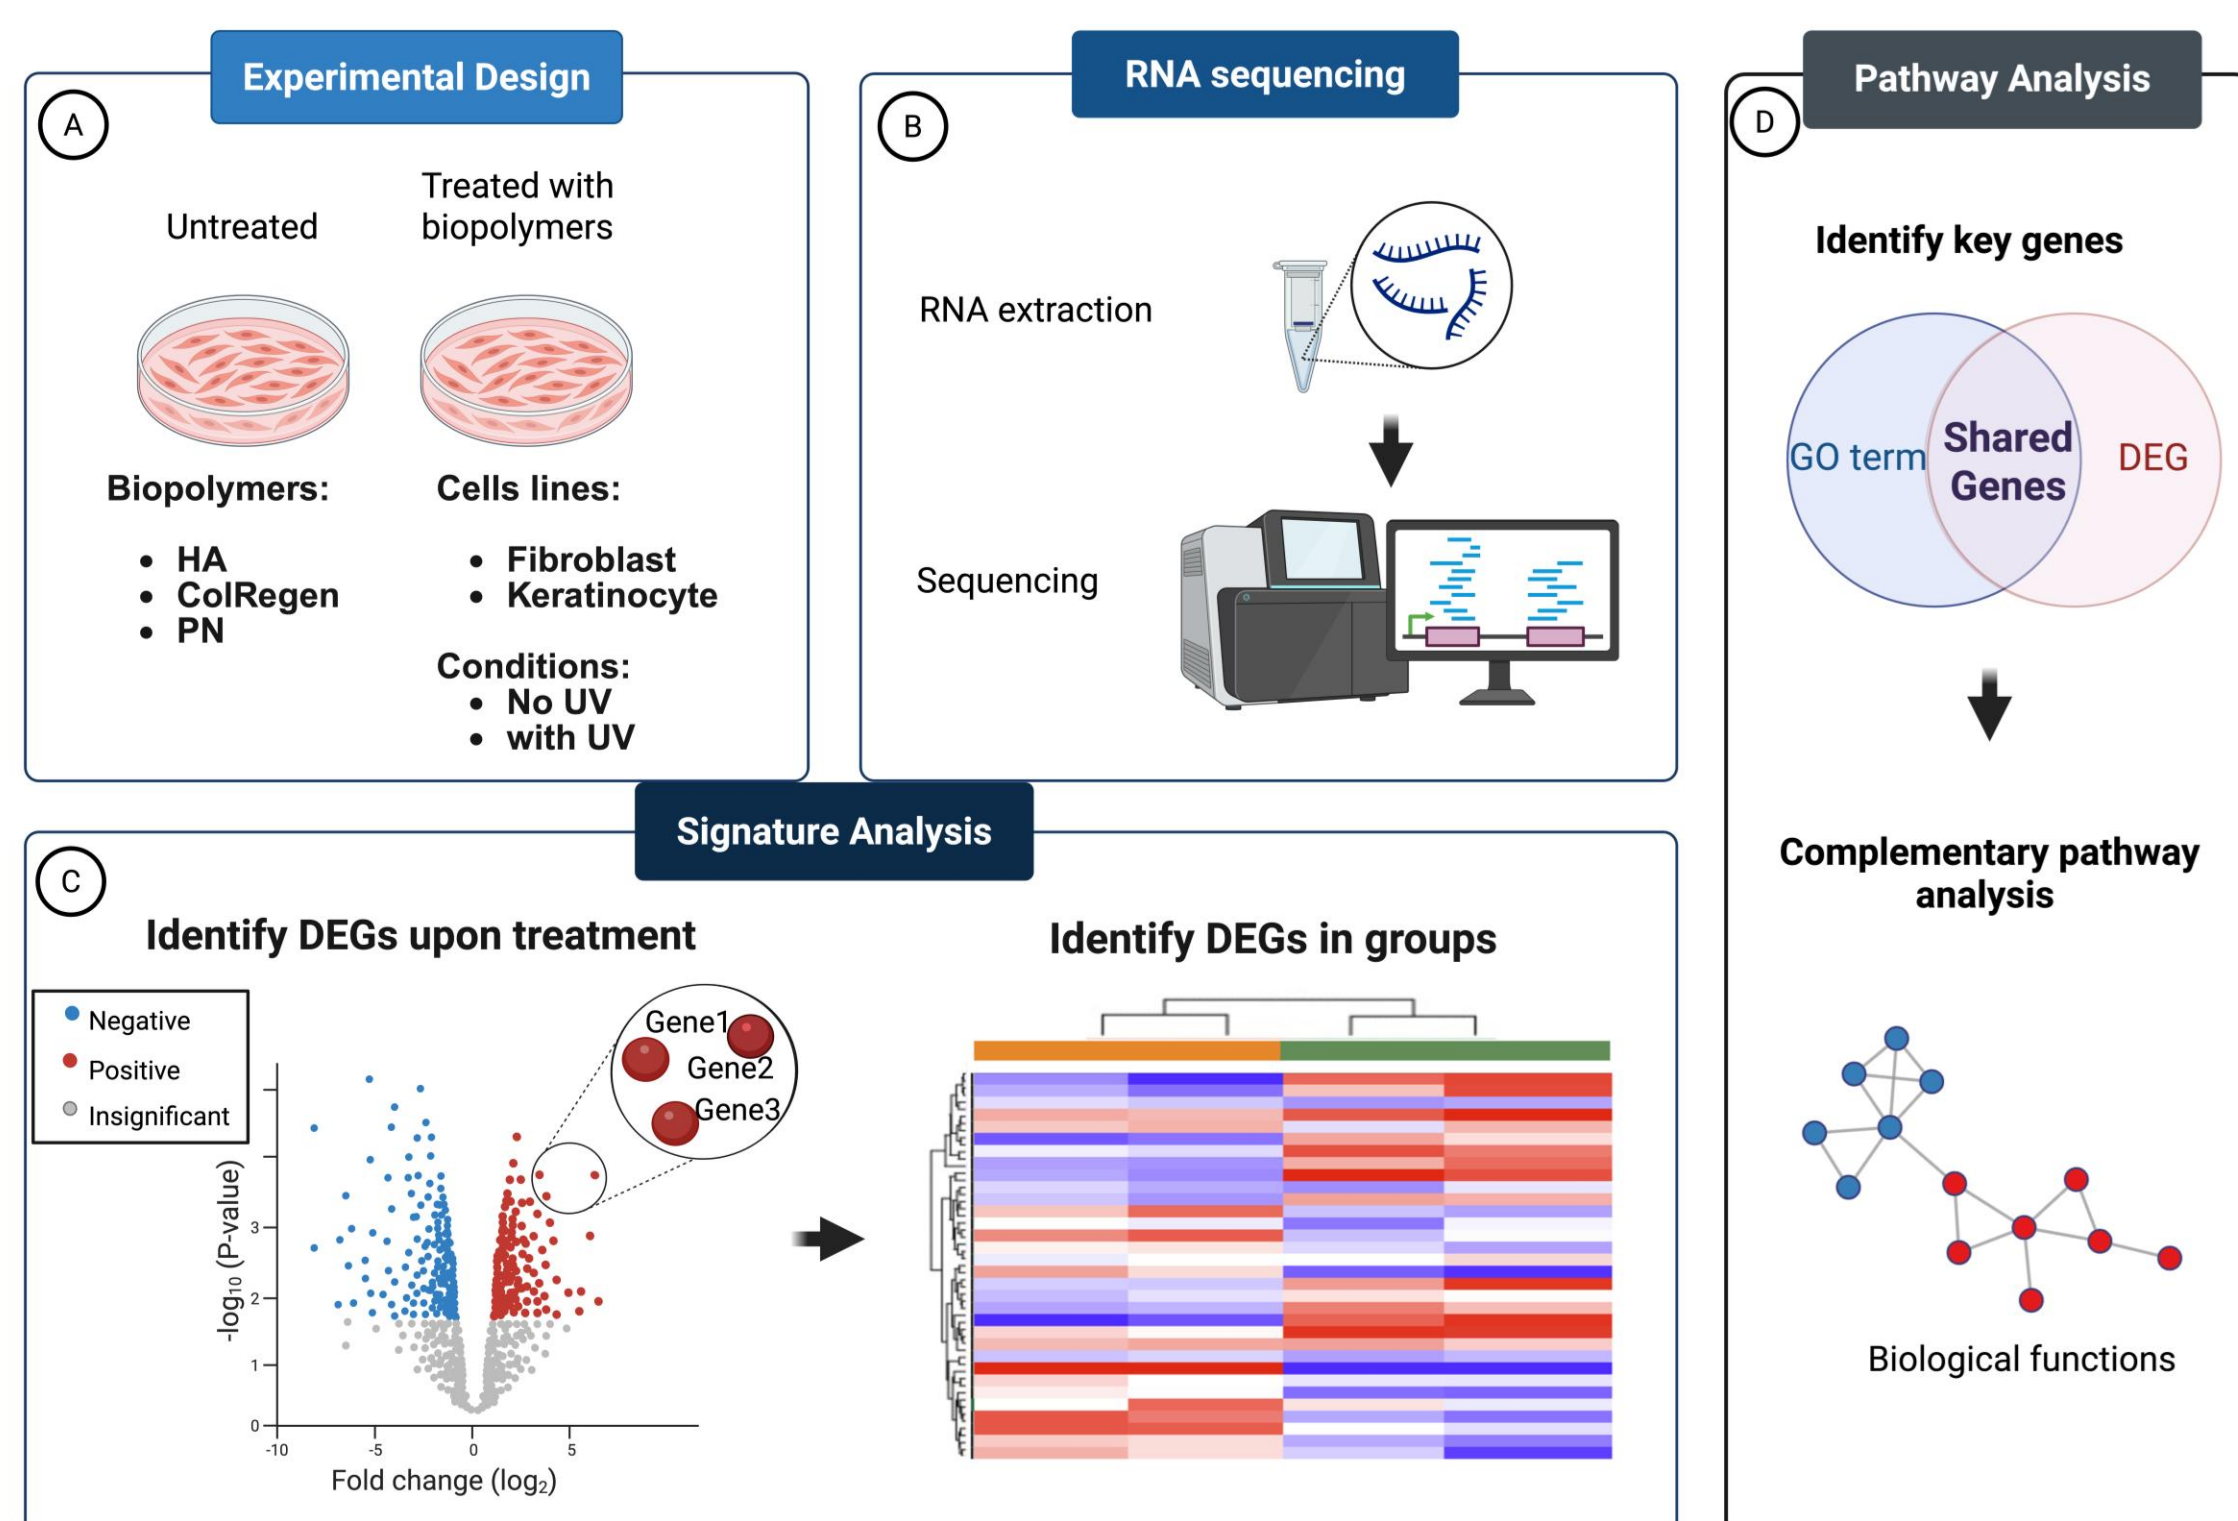 Experimental Design
A
Untreated
Treated with
biopolymers
Biopolymers:
• HA
• ColRegen
• PN
Cells lines:
• Fibroblast
• Keratinocyte
Conditions:
• No UV
• with UV
RNA sequencing
B
RNA extraction
Sequencing
Signature Analysis
C
Identify DEGs upon treatment
Negative
Positive
Insignificant
Gene1
Gene2
Gene3
-log₁₀ (P-value)
3
2
1
0
-10
-5
0
5
Fold change (log₂)
Identify DEGs in groups
Pathway Analysis
D
Identify key genes
GO term
Shared
Genes
DEG
Complementary pathway
analysis
Biological functions